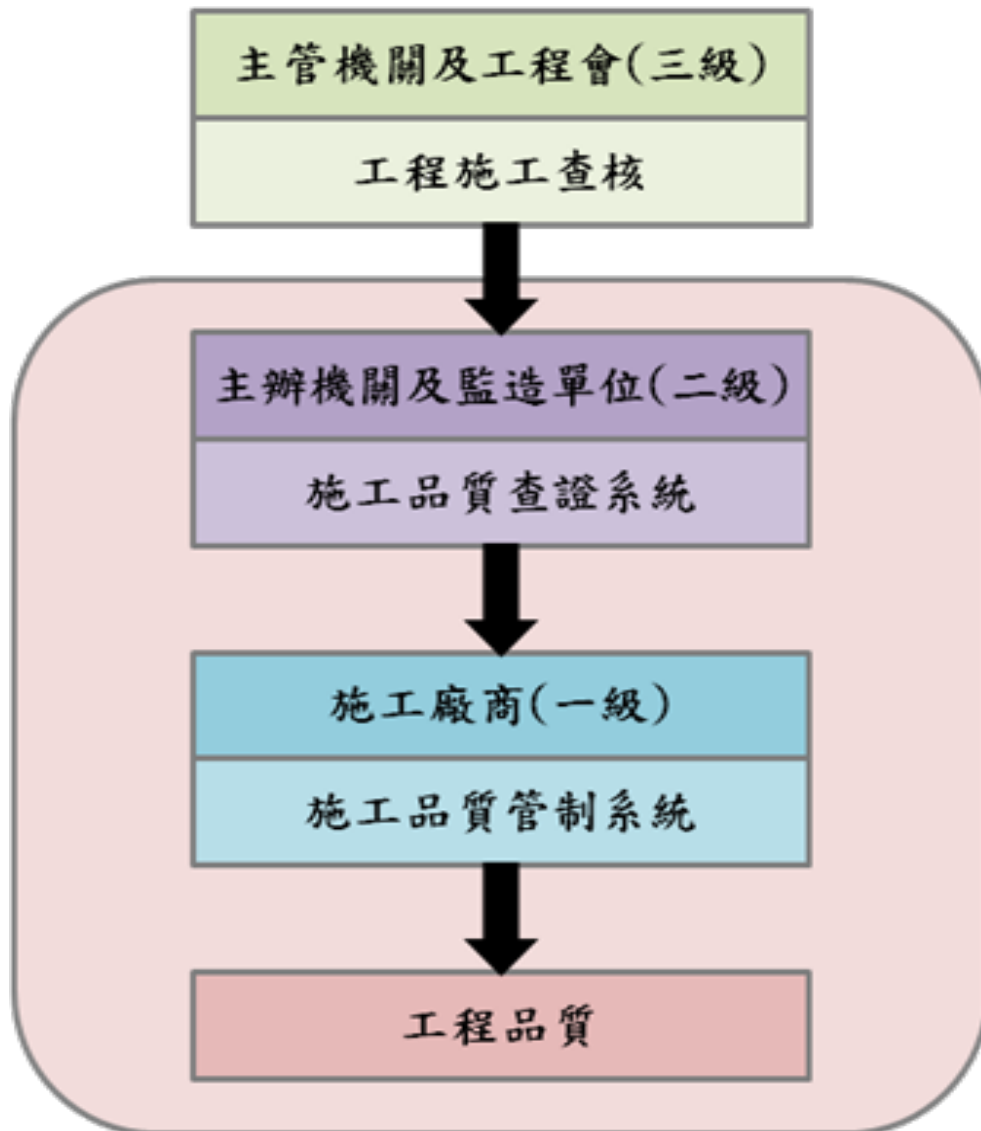 主管機關及工程會(三級)
工程施工查核
主辦機關及監造單位(二級)
施工品質查證系統
施工廠商(一級)
施工品質管制系統
工程品質